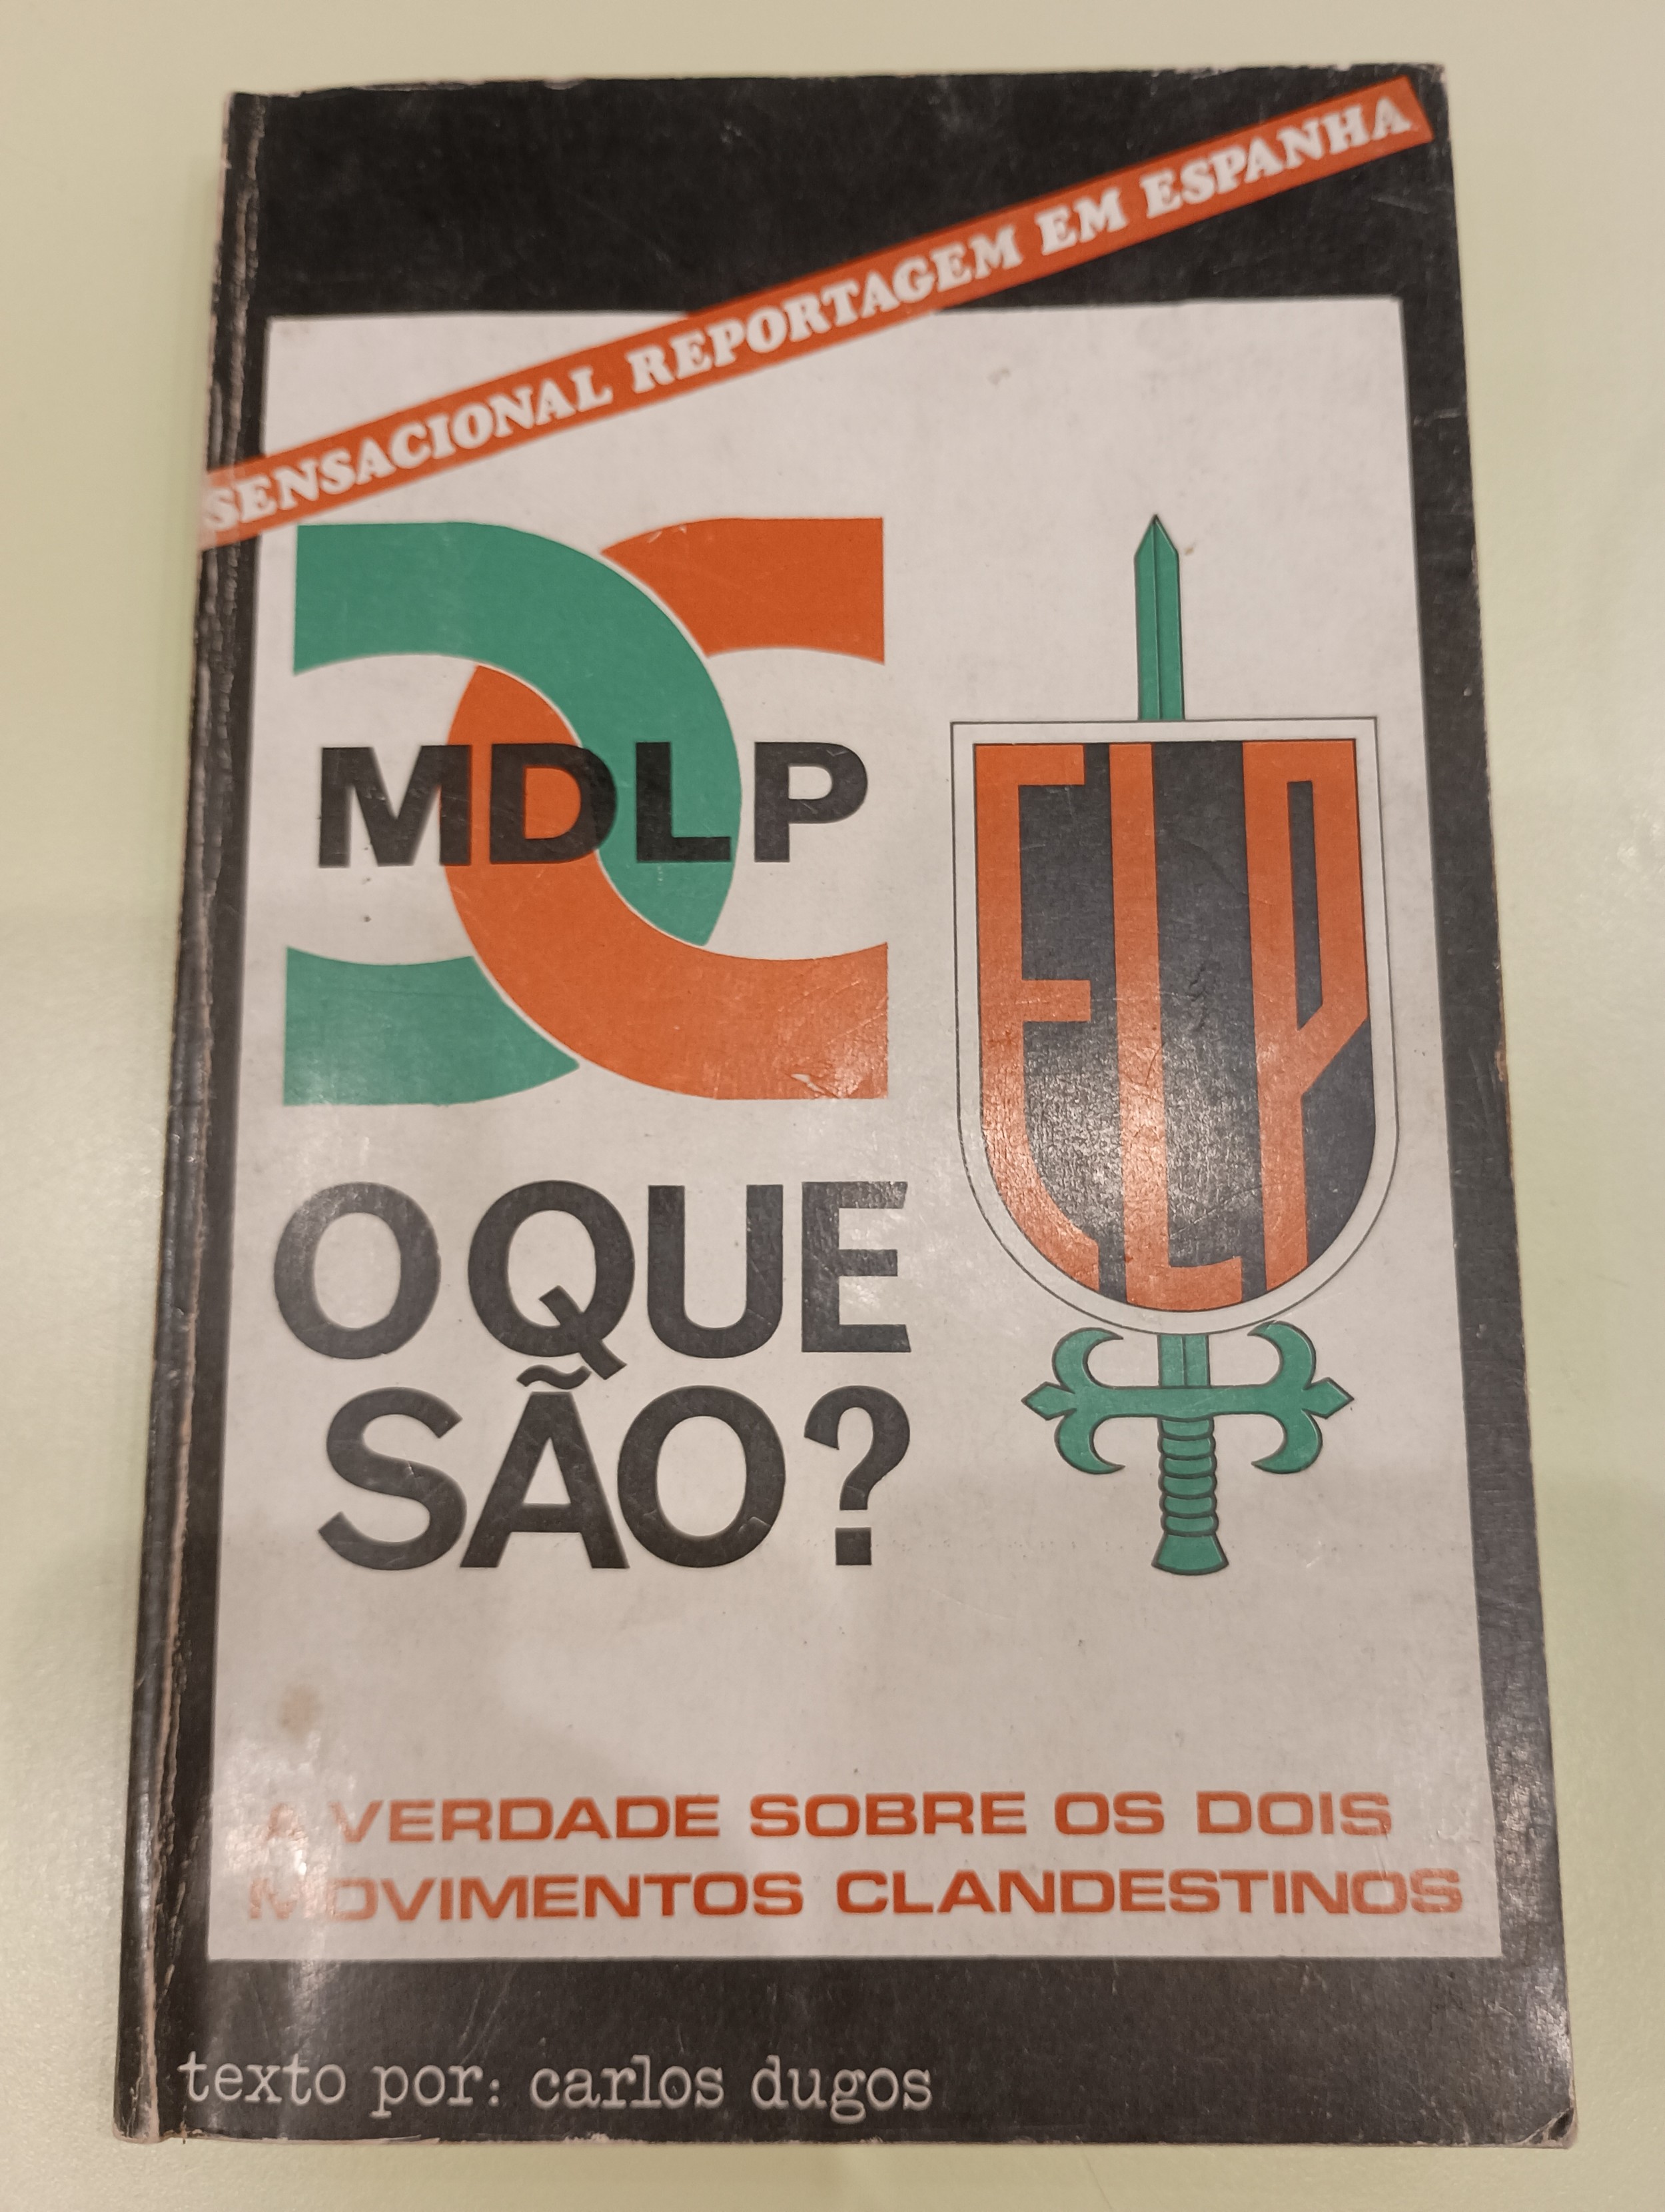 SENSACIONAL REPORTAGEM EM ESPANHA
MDLP
ELP
O QUE
SÃO?
A VERDADE SOBRE OS DOIS
MOVIMENTOS CLANDESTINOS
texto por: carlos dugos